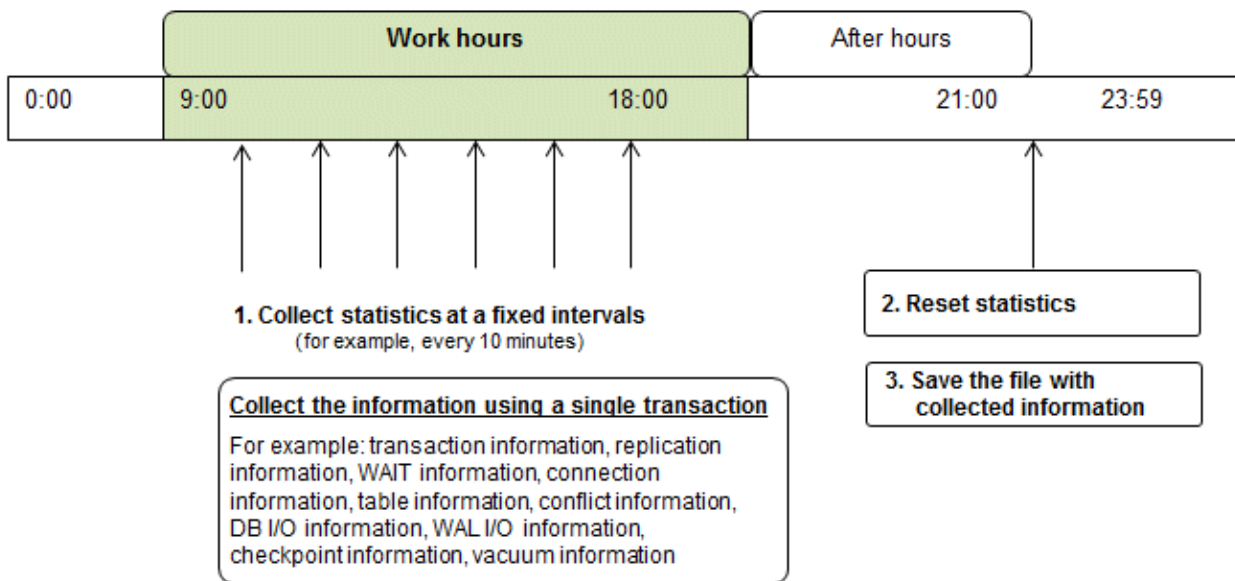 Work hours
After hours
0:00
9:00
18:00
21:00
23:59
1. Collect statistics at a fixed intervals
(for example, every 10 minutes)
2. Reset statistics
3. Save the file with
collected information
Collect the information using a single transaction
For example: transaction information, replication
information, WAIT information, connection
information, table information, conflict information,
DB I/O information, WAL I/O information,
checkpoint information, vacuum information